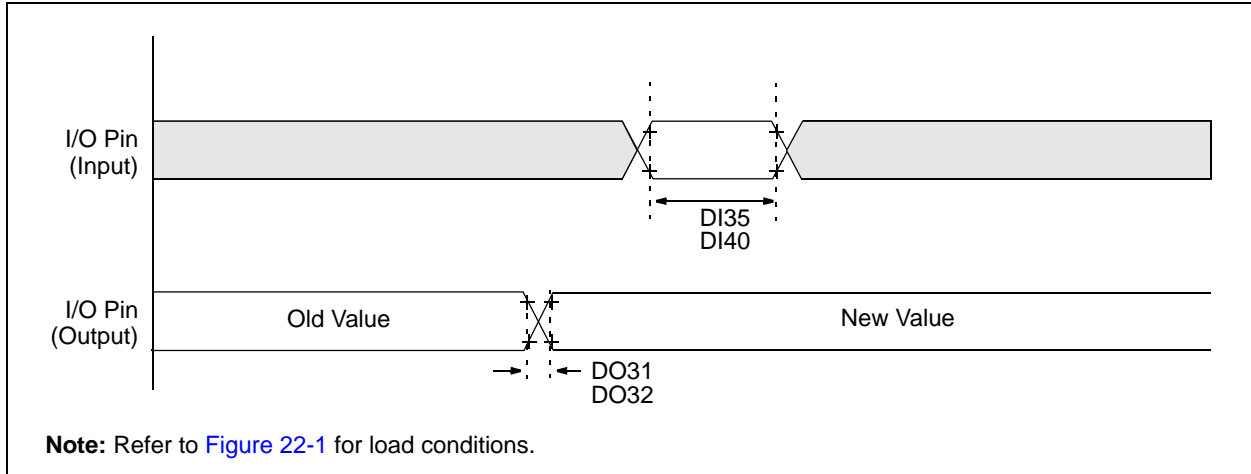 I/O Pin
(Input)
DI35
DI40
I/O Pin
(Output)
Old Value
New Value
DO31
DO32
Note: Refer to Figure 22-1 for load conditions.